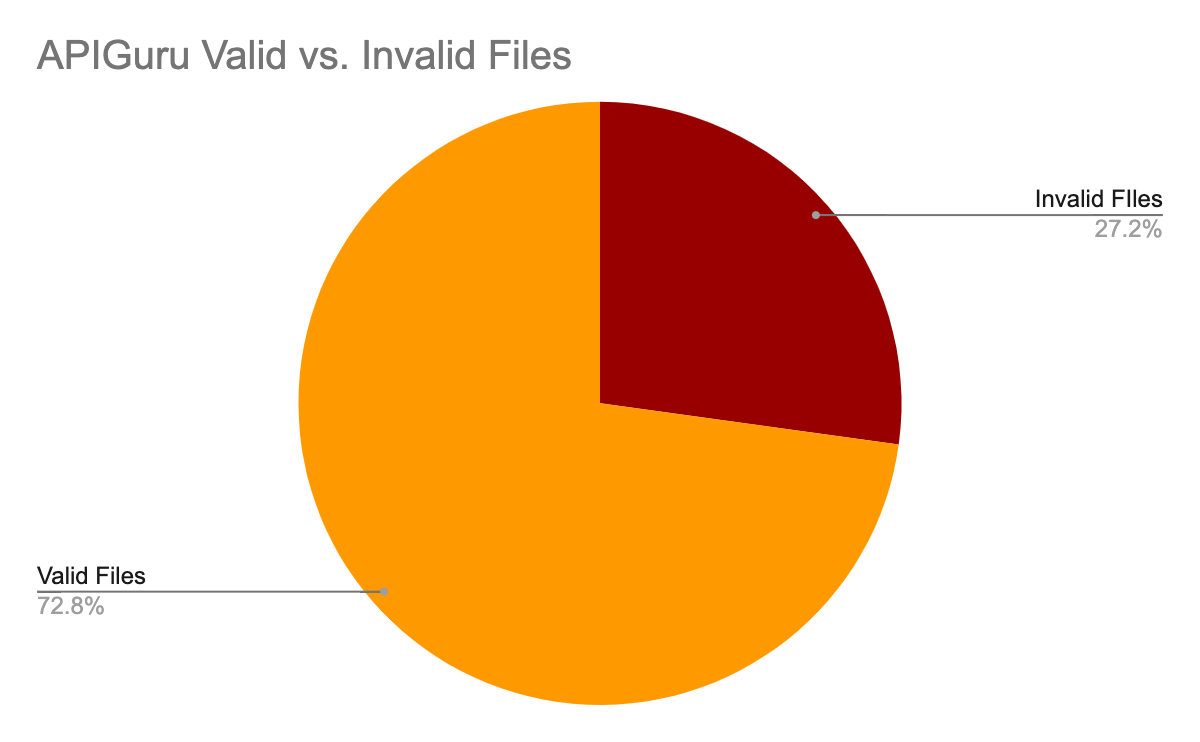 APIGuru Valid vs. Invalid Files
Invalid FIles
27.2%
Valid Files
72.8%